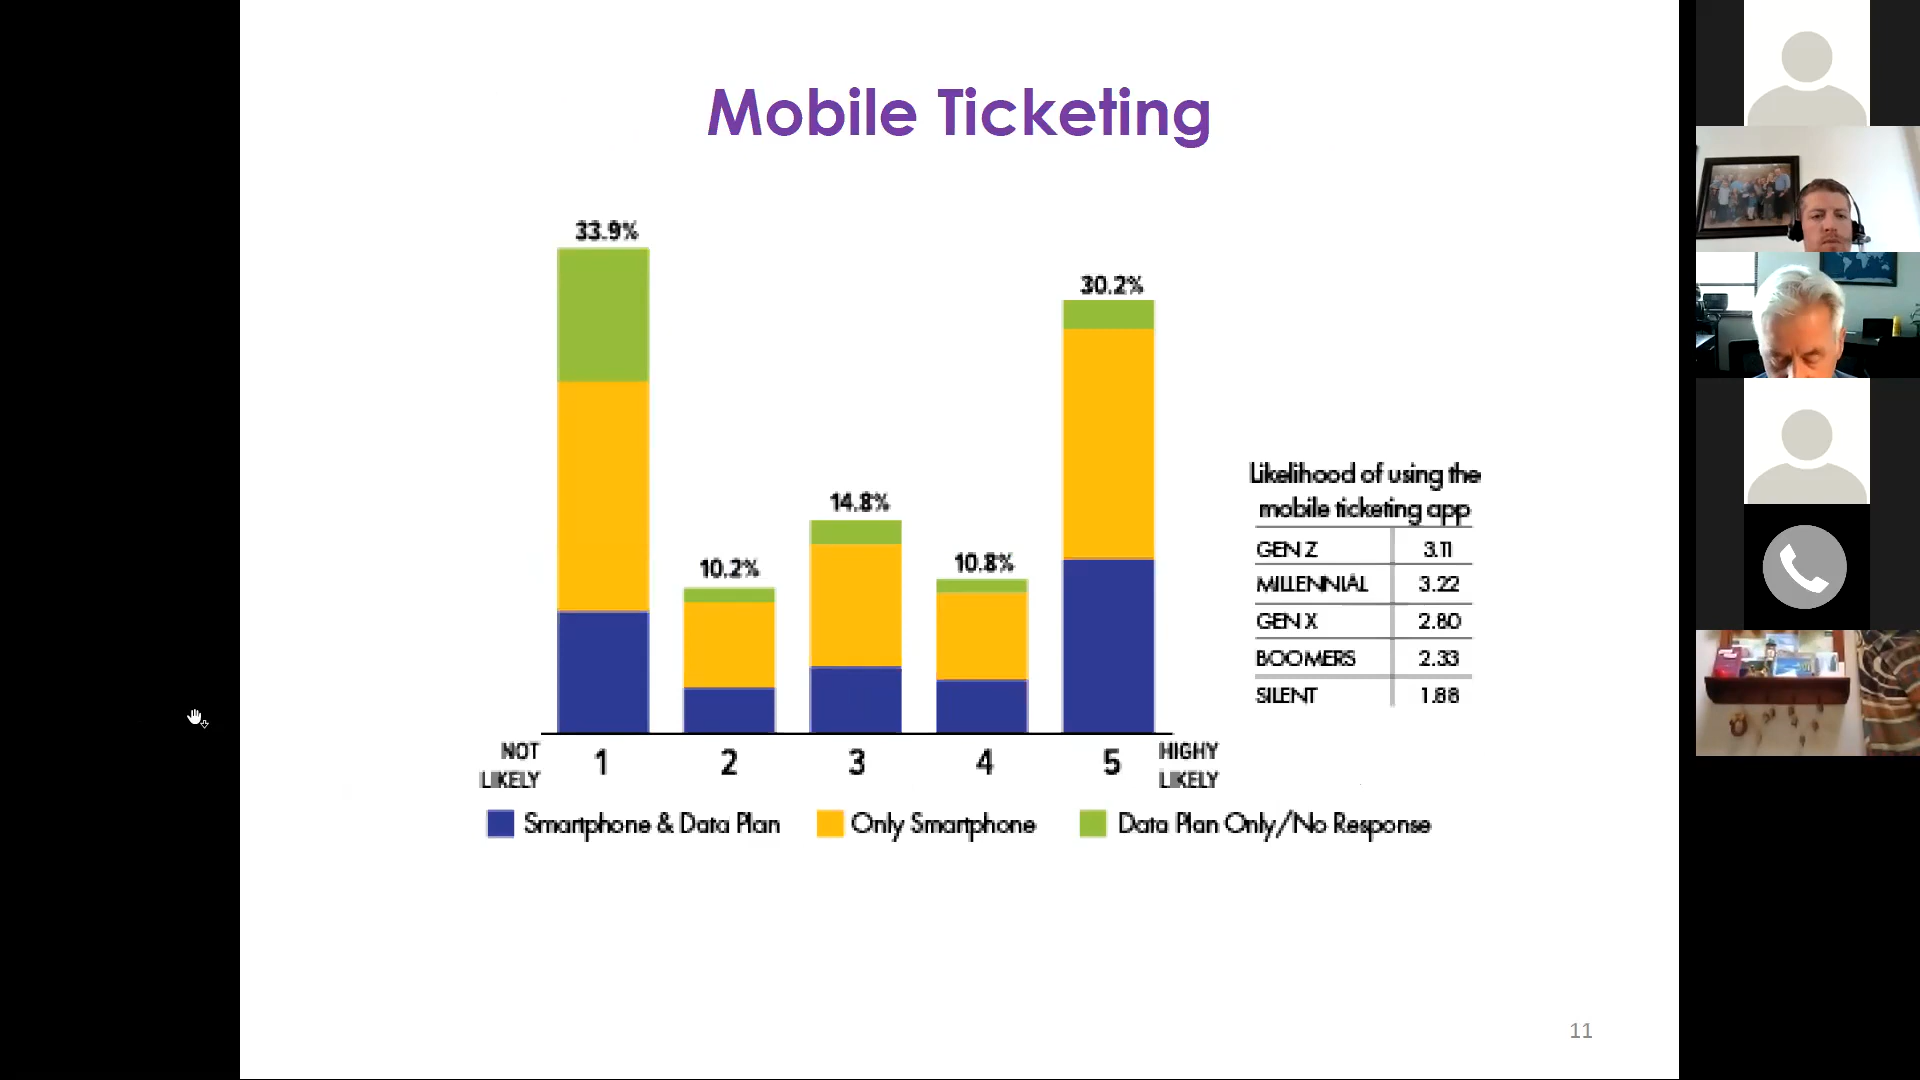 Mobile Ticketing
33.9%
30.2%
14.8%
10.2%
10.8%
NOT LIKELY
1
2
3
4
5
HIGHY LIKELY
Smartphone & Data Plan
Only Smartphone
Data Plan Only/No Response
Likelihood of using the
mobile ticketing app
GEN Z 3.11
MILLENNIAL 3.22
GEN X 2.80
BOOMERS 2.33
SILENT 1.88
11